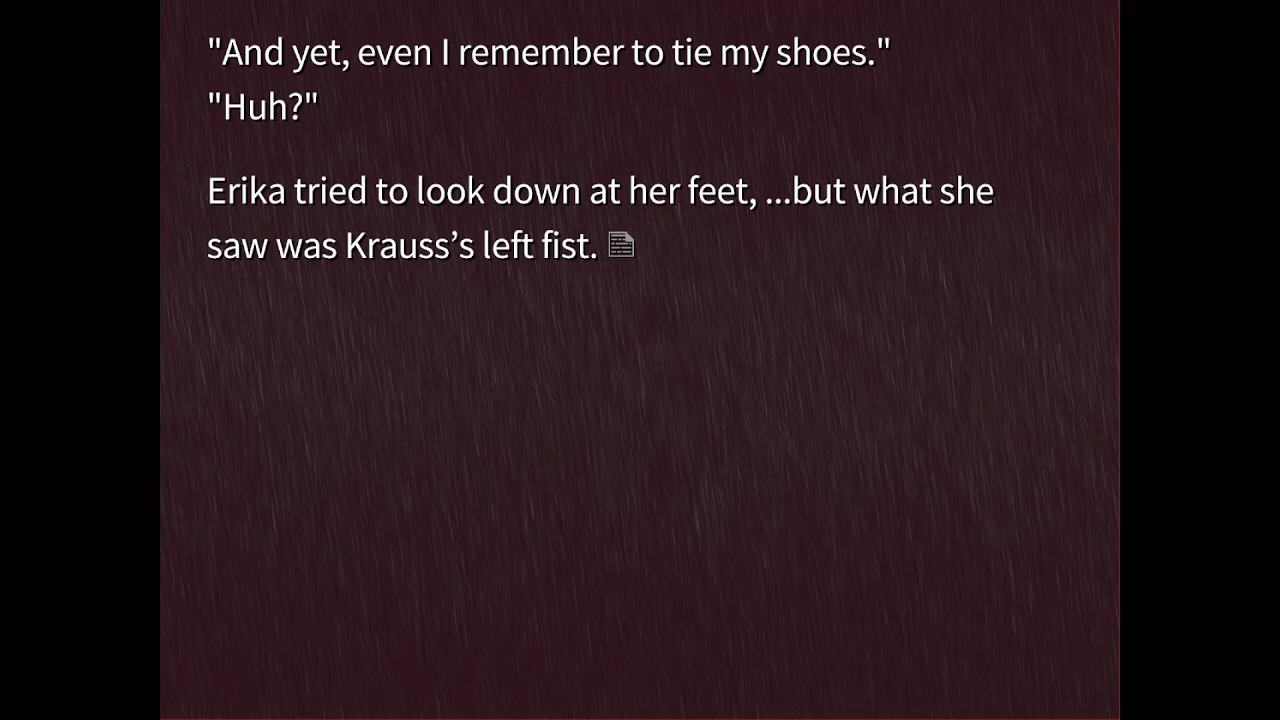 "And yet, even I remember to tie my shoes."
"Huh?"
Erika tried to look down at her feet, ...but what she
saw was Krauss’s left fist.